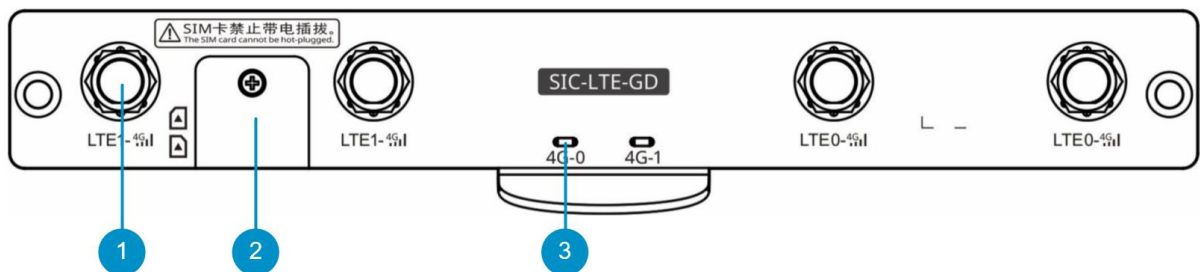 SIM卡禁止带电插拔。
The SIM card cannot be hot-plugged.
SIC-LTE-GD
LTE1-4G
LTE1-4G
LTE0-4G
LTE0-4G
4G-0
4G-1
1
2
3